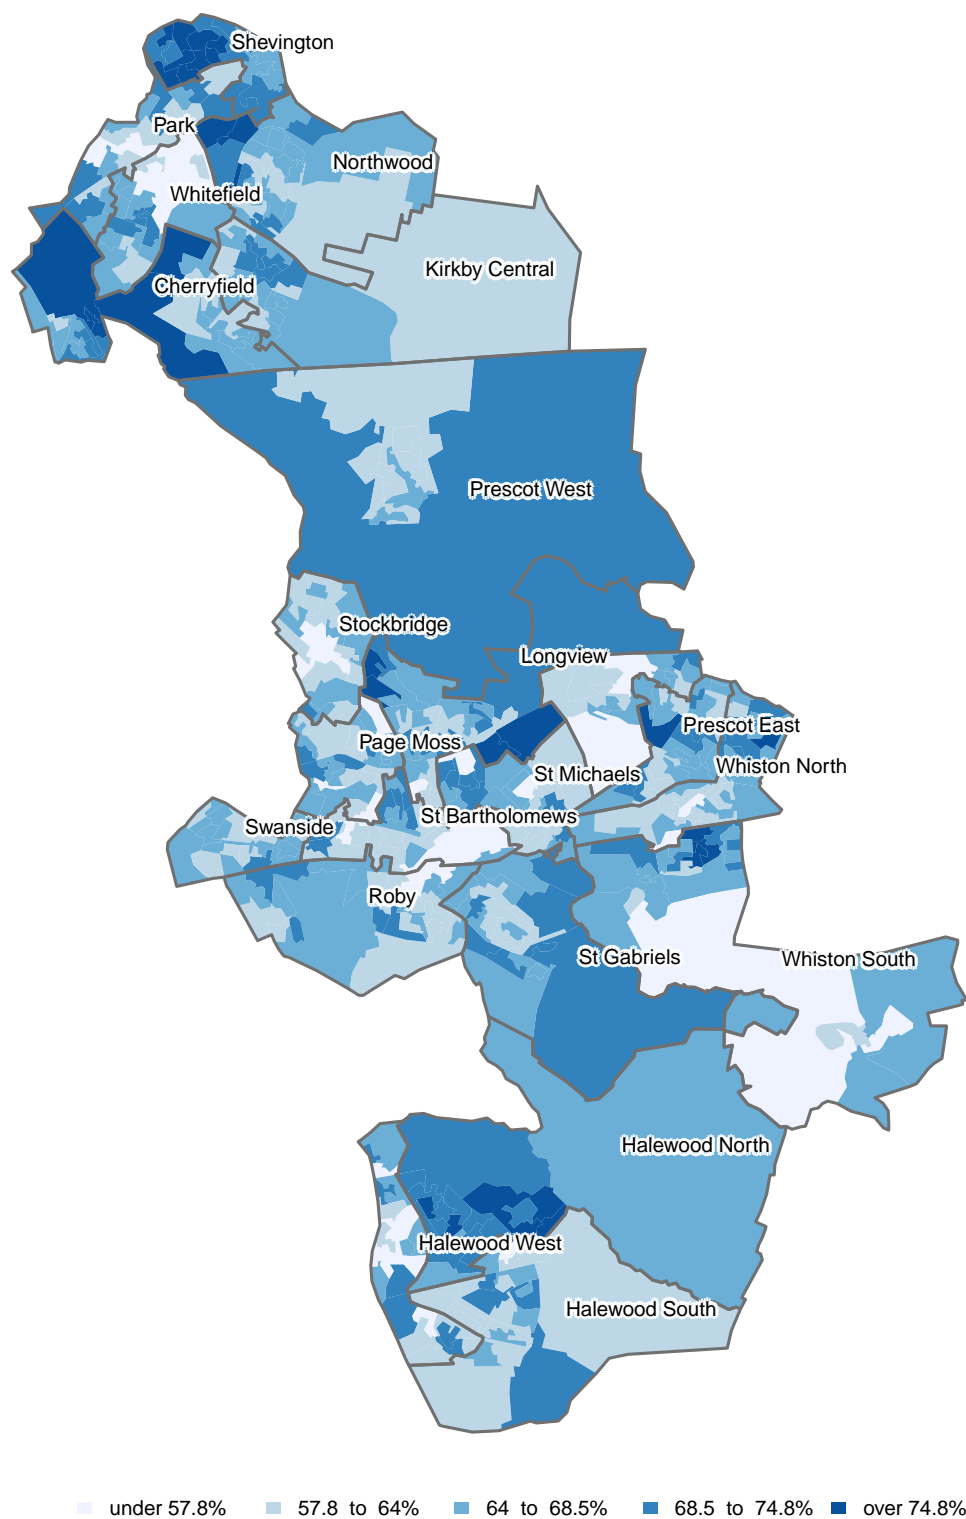 Shevington
Park
Northwood
Whitefield
Kirkby Central
Cherryfield
Prescot West
Stockbridge
Longview
Prescot East
Page Moss
Whiston North
St Michaels
St Bartholomews
Swanside
Roby
St Gabriels
Whiston South
Halewood North
Halewood West
Halewood South
under 57.8% 57.8 to 64% 64 to 68.5% 68.5 to 74.8% over 74.8%